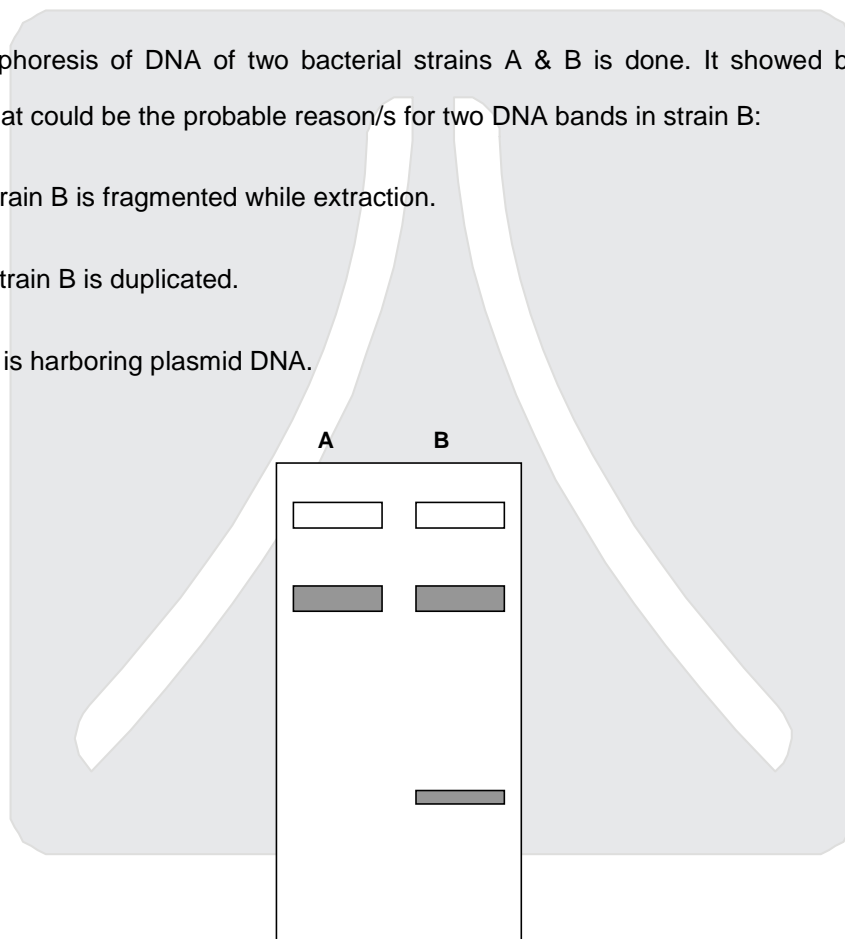 phoresis of DNA of two bacterial strains A & B is done. It showed b
at could be the probable reason/s for two DNA bands in strain B:
rain B is fragmented while extraction.
train B is duplicated.
is harboring plasmid DNA.
A B